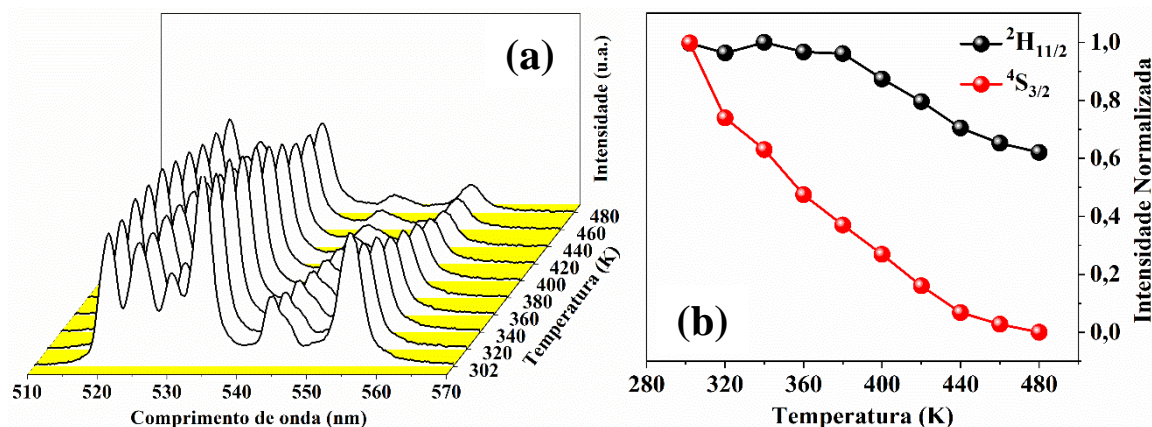 (a)
Intensidade (u.a.)
480
460
440
420
400
380
360
340
320
302
Temperatura (K)
510 520 530 540 550 560 570
Comprimento de onda (nm)
(b)
²H₁₁/₂
⁴S₃/₂
1,0
0,8
0,6
0,4
0,2
0,0
Intensidade Normalizada
280 320 360 400 440 480
Temperatura (K)